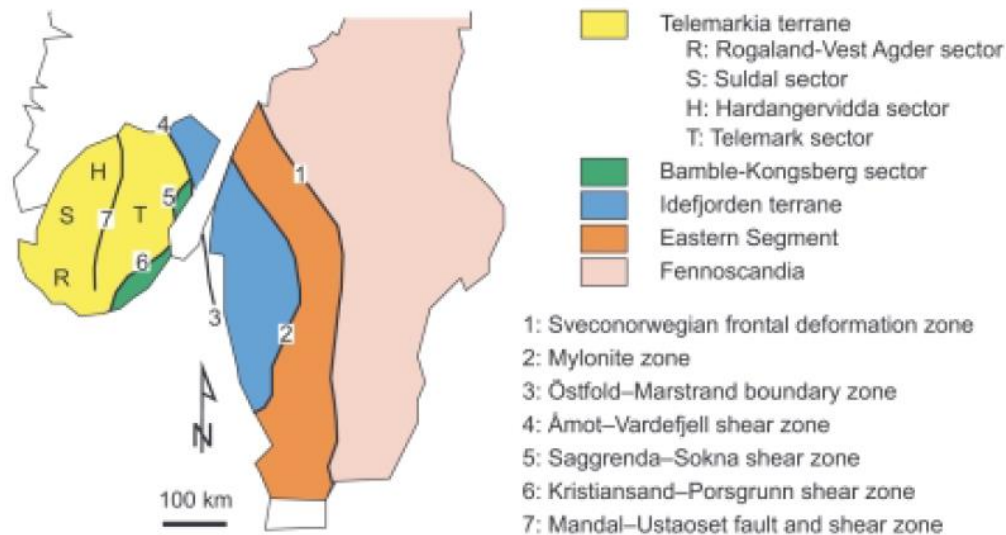 Telemarkia terrane
R: Rogaland-Vest Agder sector
S: Suldal sector
H: Hardangervidda sector
T: Telemark sector
Bamble-Kongsberg sector
Idefjorden terrane
Eastern Segment
Fennoscandia
1: Sveconorwegian frontal deformation zone
2: Mylonite zone
3: Östfold–Marstrand boundary zone
4: Åmot–Vardefjell shear zone
5: Saggrenda–Sokna shear zone
6: Kristiansand–Porsgrunn shear zone
7: Mandal–Ustaoset fault and shear zone
4
H
1
5
S
7
T
6
R
3
2
N
100 km